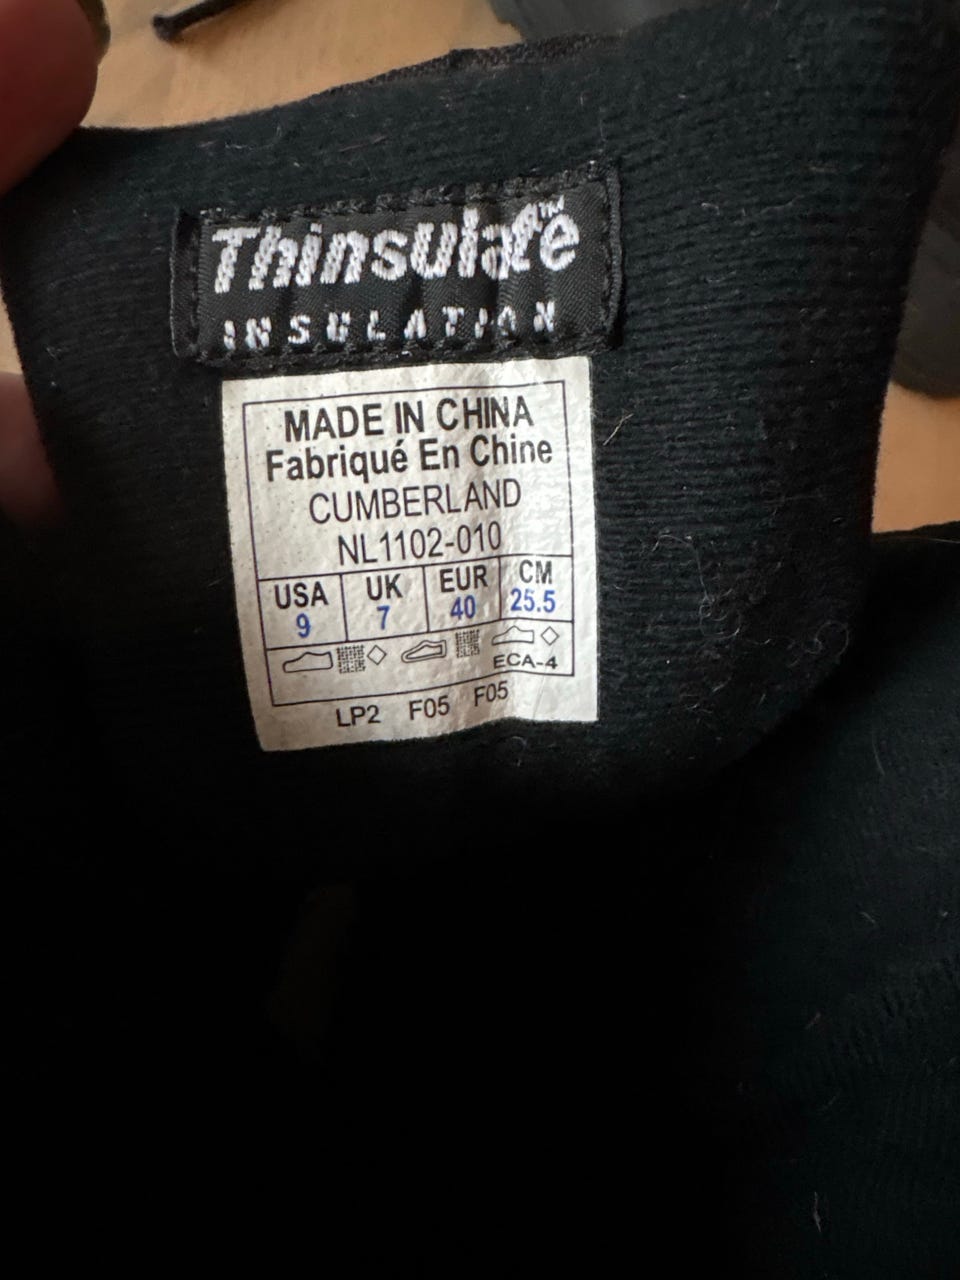 Thinsulate™
INSULATION
MADE IN CHINA
Fabriqué En Chine
CUMBERLAND
NL1102-010
USA UK EUR CM
9 7 40 25.5
ECA-4
LP2 F05 F05